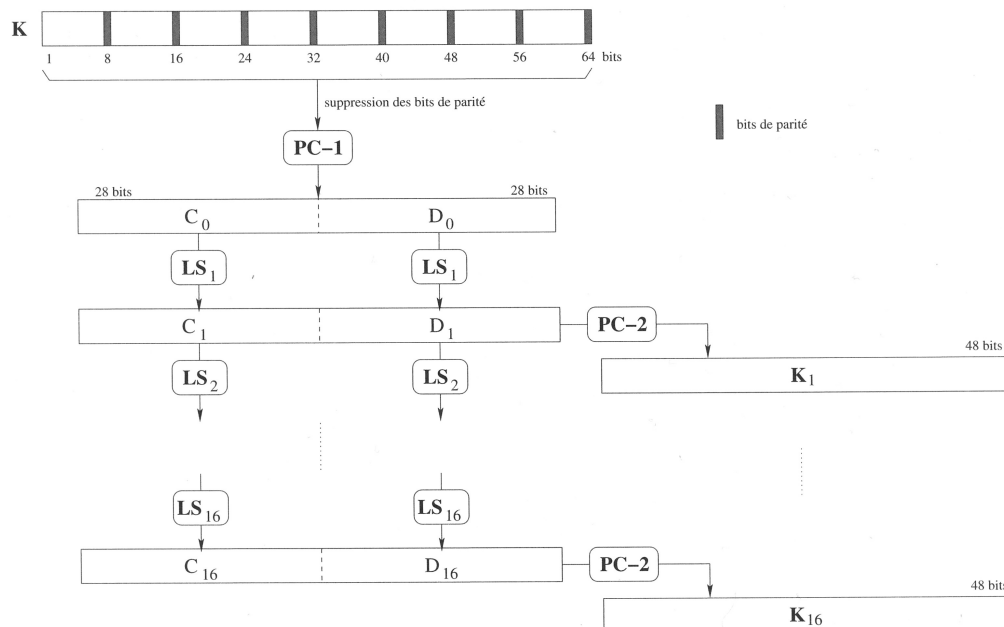 K
1 8 16 24 32 40 48 56 64 bits
suppression des bits de parité
bits de parité
PC-1
28 bits 28 bits
C0 D0
LS1 LS1
C1 D1 PC-2
48 bits
K1
LS2 LS2
LS16 LS16
C16 D16 PC-2
48 bits
K16